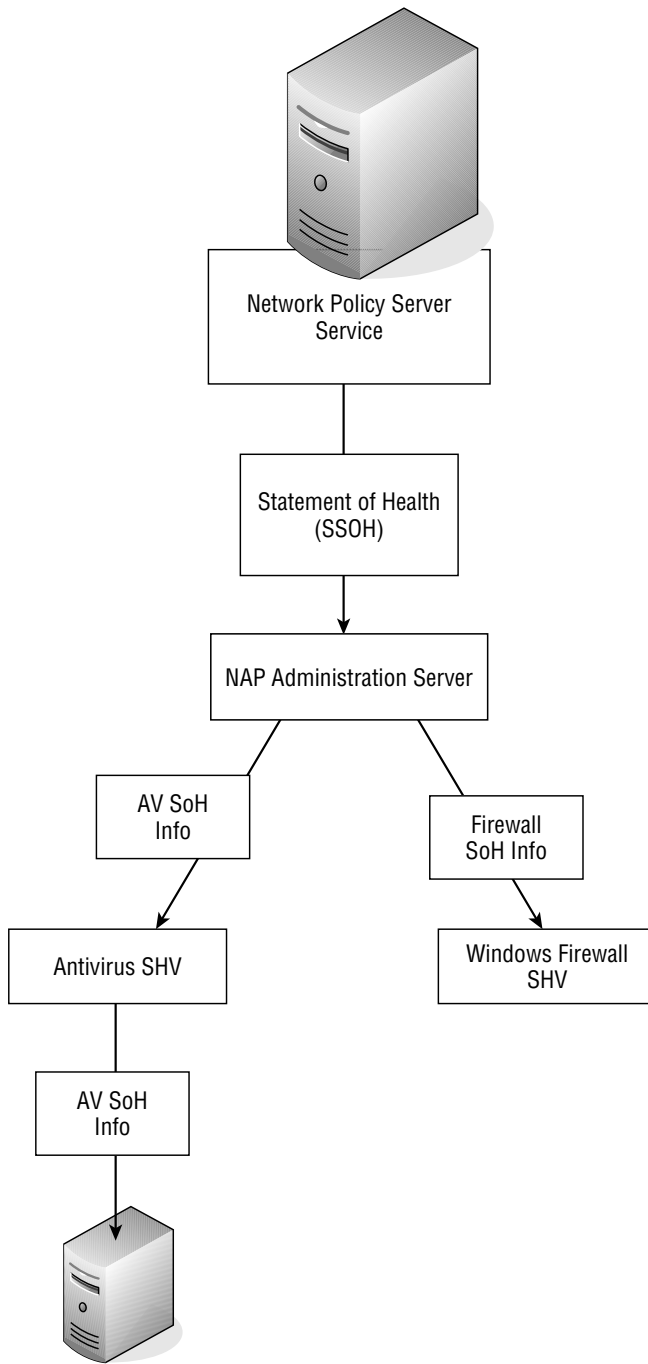 Network Policy Server
Service
Statement of Health
(SSOH)
NAP Administration Server
AV SoH
Info
Firewall
SoH Info
Antivirus SHV
Windows Firewall
SHV
AV SoH
Info